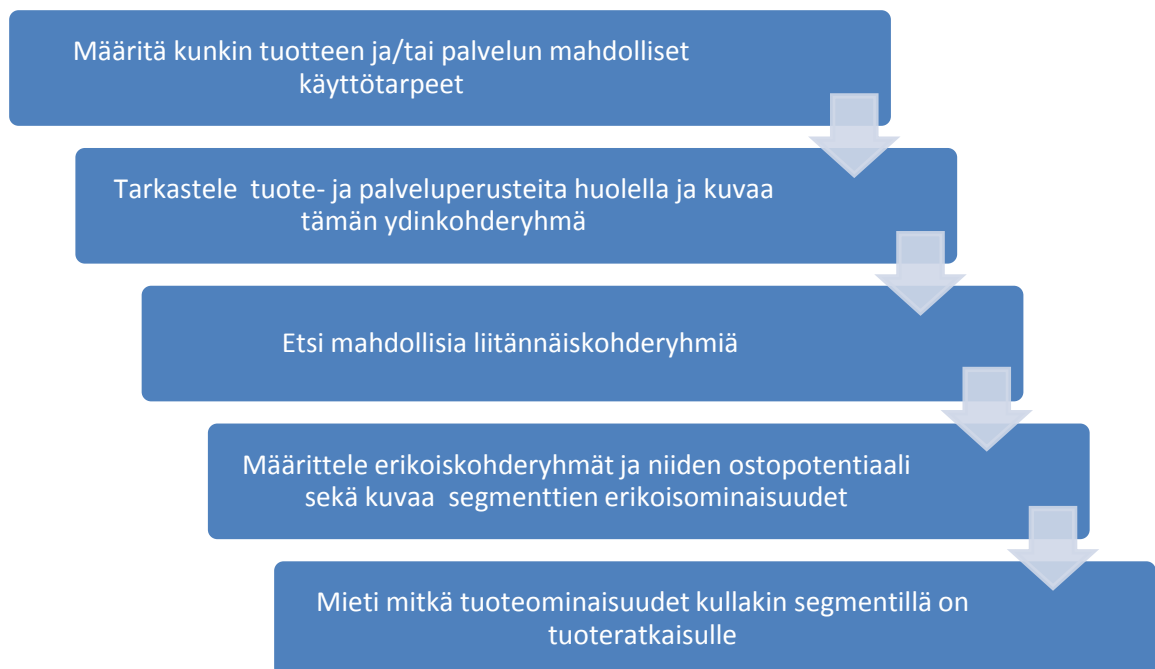 Määritä kunkin tuotteen ja/tai palvelun mahdolliset
käyttötarpeet
Tarkastele tuote- ja palveluperusteita huolella ja kuvaa
tämän ydinkohderyhmä
Etsi mahdollisia liitännäiskohderyhmiä
Määrittele erikoiskohderyhmät ja niiden ostopotentiaali
sekä kuvaa segmenttien erikoisominaisuudet
Mieti mitkä tuoteominaisuudet kullakin segmentillä on
tuoteratkaisulle